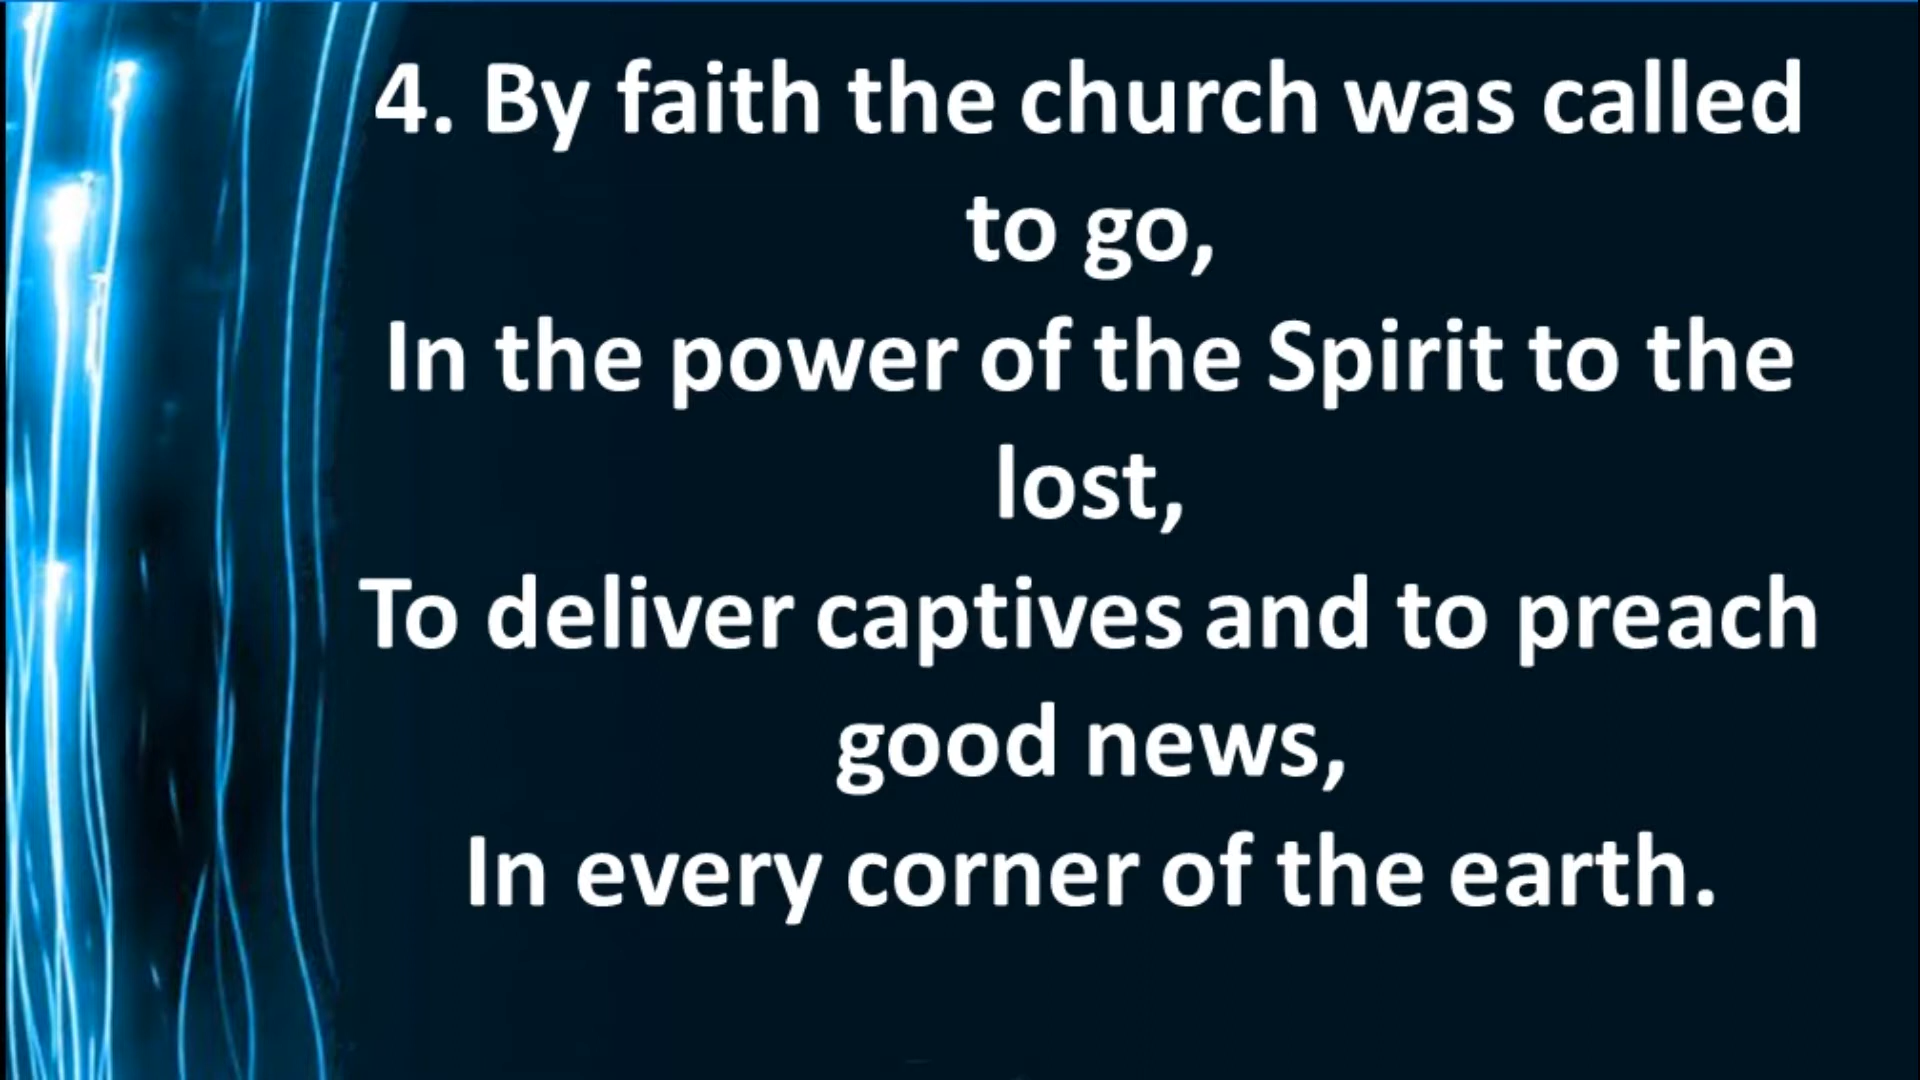 4. By faith the church was called
to go,
In the power of the Spirit to the
lost,
To deliver captives and to preach
good news,
In every corner of the earth.